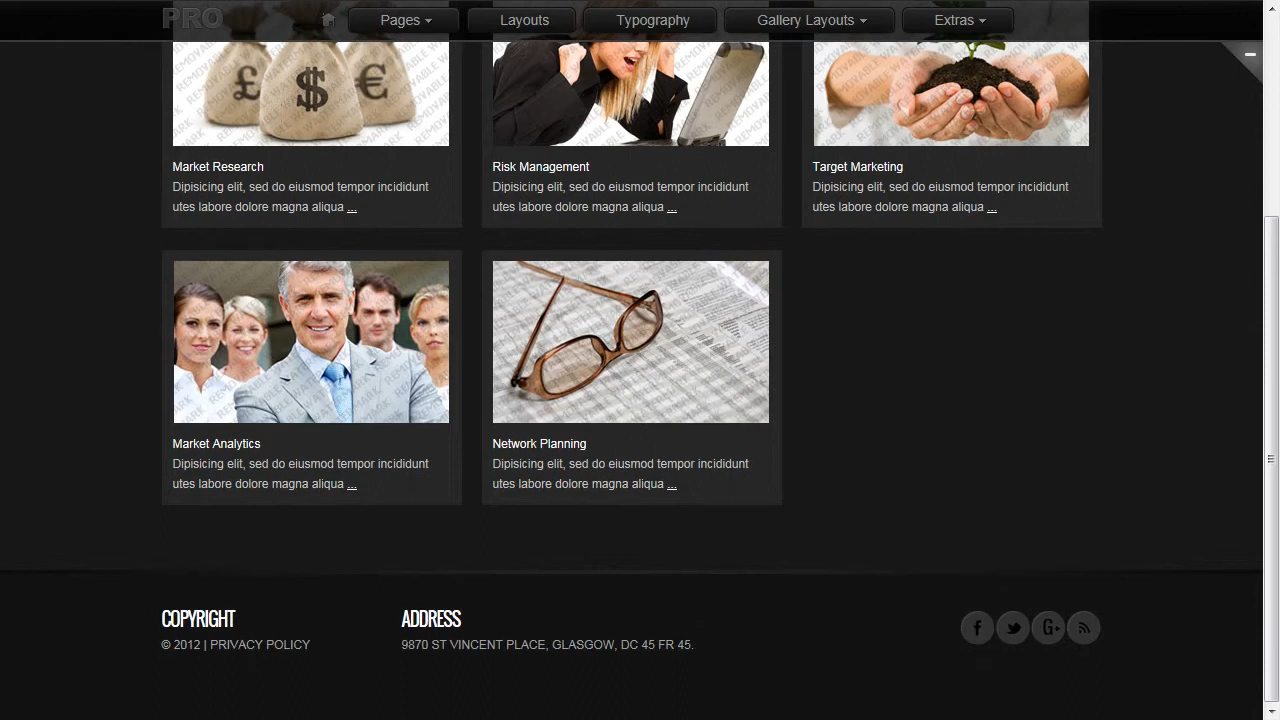 PRO
Pages
Layouts
Typography
Gallery Layouts
Extras
£
$
€
Market Research
Dipisicing elit, sed do eiusmod tempor incididunt
utes labore dolore magna aliqua ...
Risk Management
Dipisicing elit, sed do eiusmod tempor incididunt
utes labore dolore magna aliqua ...
Target Marketing
Dipisicing elit, sed do eiusmod tempor incididunt
utes labore dolore magna aliqua ...
Market Analytics
Dipisicing elit, sed do eiusmod tempor incididunt
utes labore dolore magna aliqua ...
Network Planning
Dipisicing elit, sed do eiusmod tempor incididunt
utes labore dolore magna aliqua ...
COPYRIGHT
© 2012 | PRIVACY POLICY
ADDRESS
9870 ST VINCENT PLACE, GLASGOW, DC 45 FR 45.